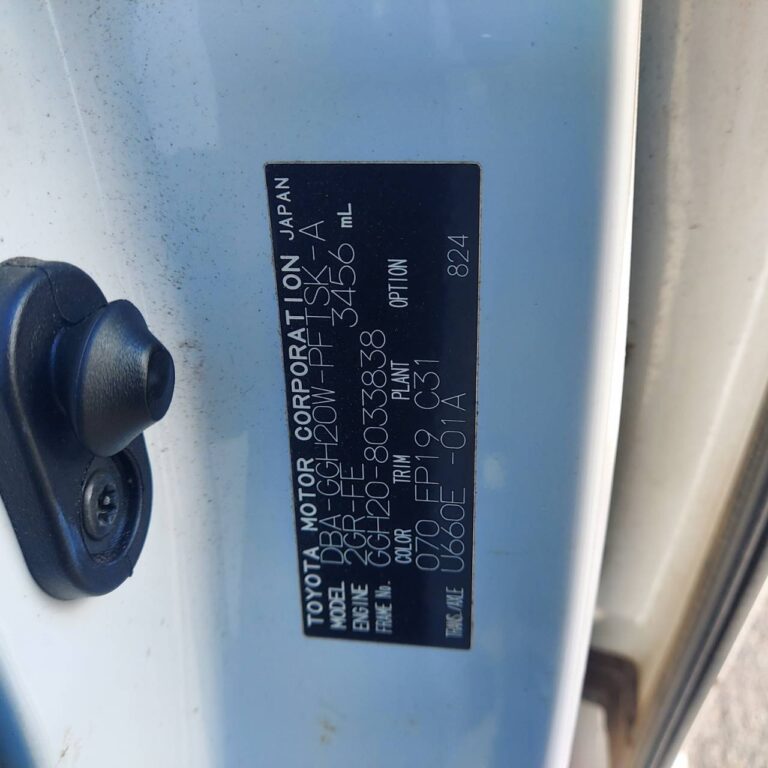 TOYOTA MOTOR CORPORATION JAPAN
MODEL DBA-GGH20W-PFTSK-A
ENGINE 2GR-FE 3456 mL
FRAME No. GGH20-8033838
COLOR TRIM PLANT OPTION
070 FP19 C31
TRANS./AXLE U660E -01A 824